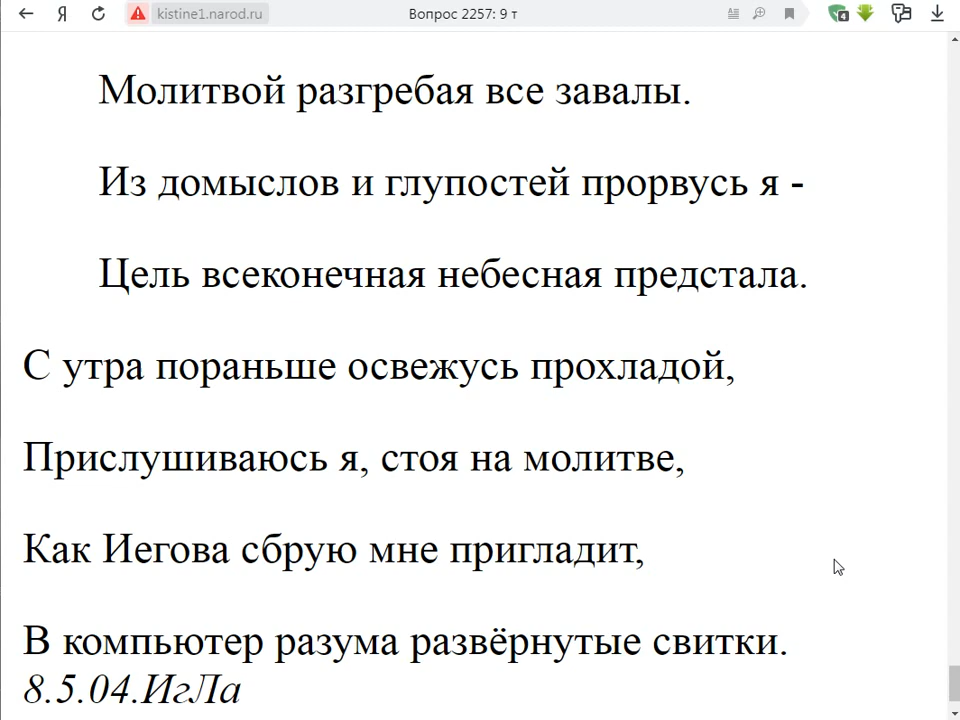 kistine1.narod.ru
Вопрос 2257: 9 т
4
Молитвой разгребая все завалы.
Из домыслов и глупостей прорвусь я -
Цель всеконечная небесная предстала.
С утра пораньше освежусь прохладой,
Прислушиваюсь я, стоя на молитве,
Как Иегова сбрую мне пригладит,
В компьютер разума развёрнутые свитки.
8.5.04.ИгЛа